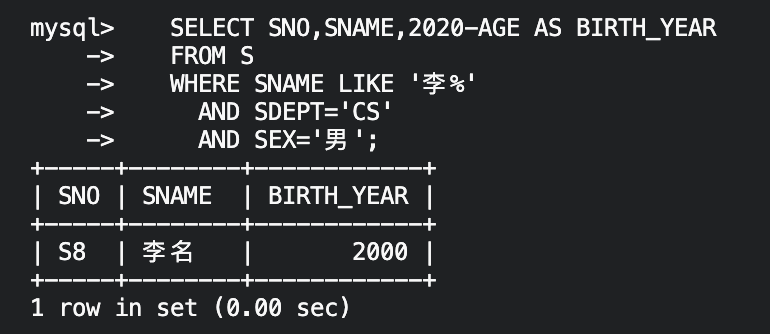 mysql>    SELECT SNO,SNAME,2020-AGE AS BIRTH_YEAR
    ->    FROM S
    ->    WHERE SNAME LIKE '李%'
    ->      AND SDEPT='CS'
    ->      AND SEX='男';
+-----+--------+------------+
| SNO | SNAME  | BIRTH_YEAR |
+-----+--------+------------+
| S8  | 李名   |       2000 |
+-----+--------+------------+
1 row in set (0.00 sec)